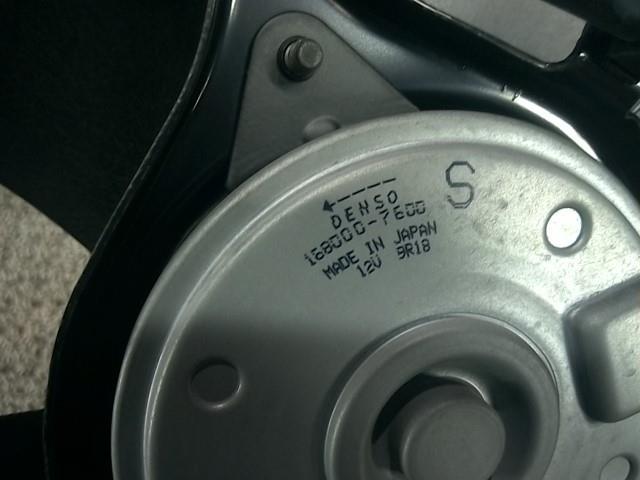 DENSO
168000-7600
MADE IN JAPAN
12V 9R18
S